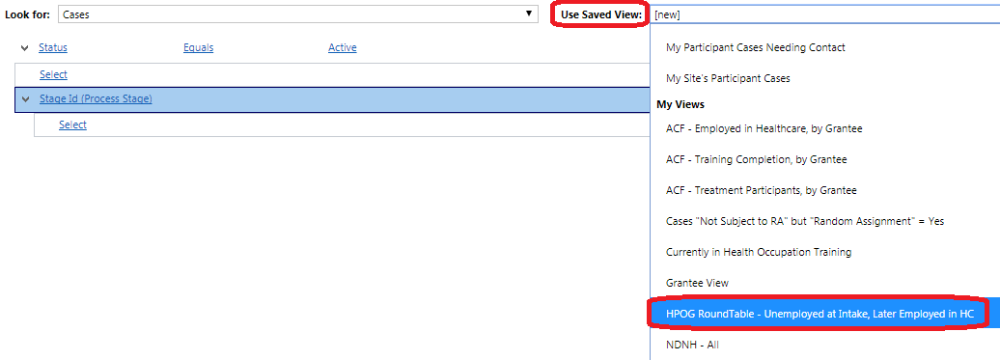 Look for: Cases Use Saved View: [new]
Status Equals Active
My Participant Cases Needing Contact
Select
My Site's Participant Cases
Stage Id (Process Stage)
My Views
Select
ACF - Employed in Healthcare, by Grantee
ACF - Training Completion, by Grantee
ACF - Treatment Participants, by Grantee
Cases "Not Subject to RA" but "Random Assignment" = Yes
Currently in Health Occupation Training
Grantee View
HPOG RoundTable - Unemployed at Intake, Later Employed in HC
NDNH - All